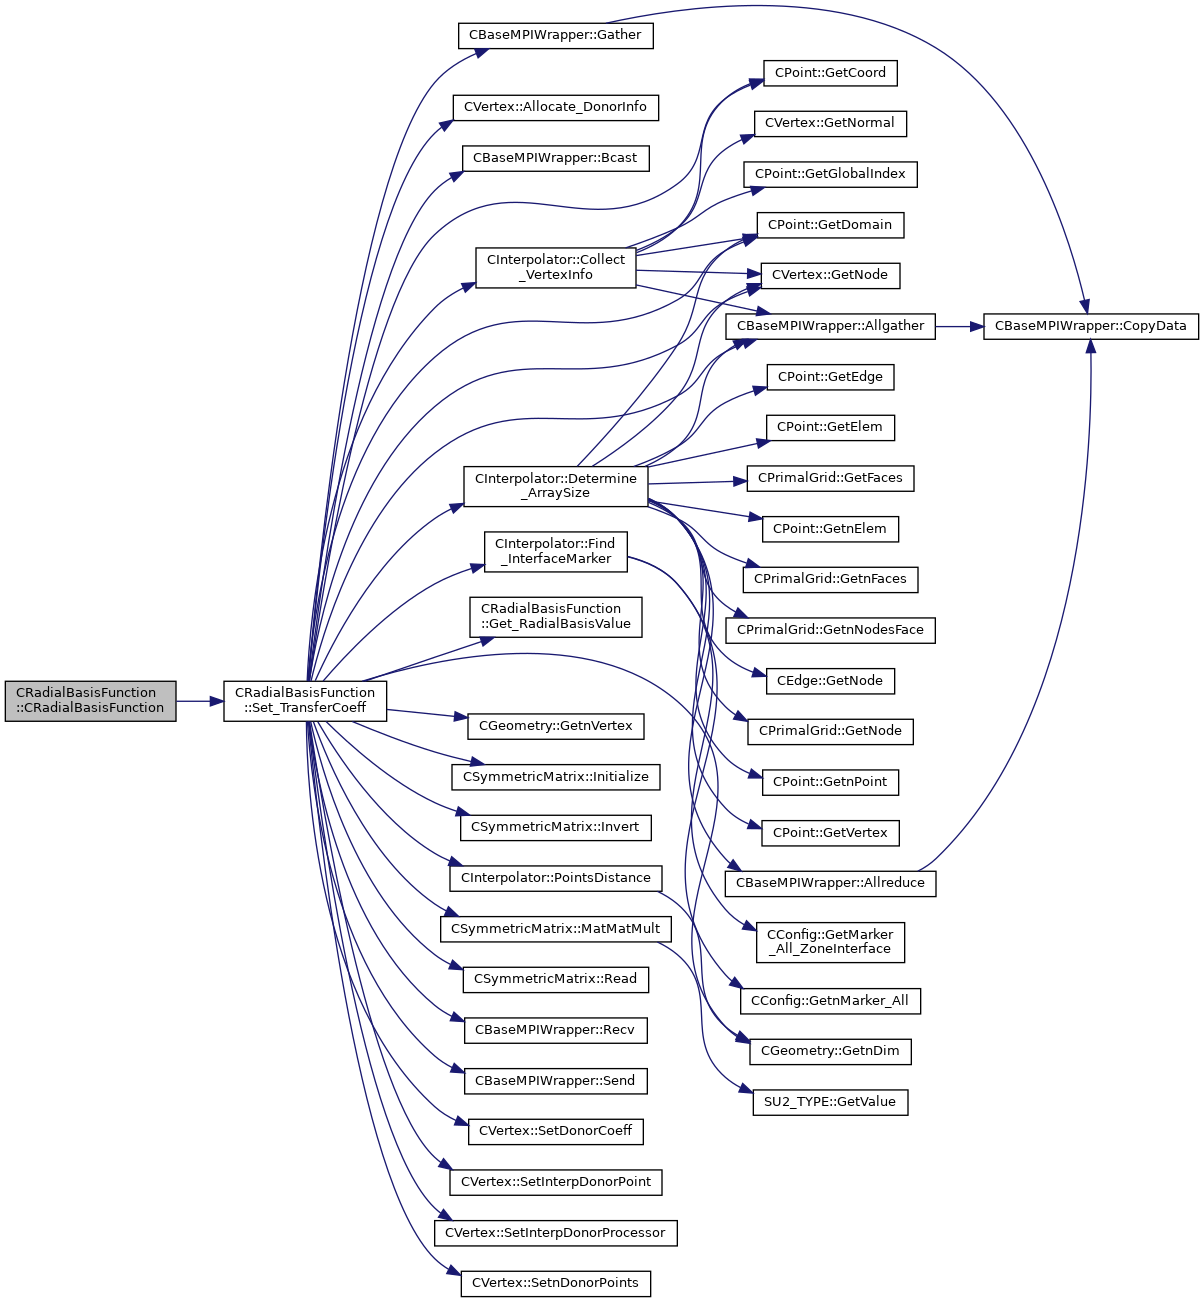 CRadialBasisFunction
::CRadialBasisFunction
CRadialBasisFunction
::Set_TransferCoeff
CBaseMPIWrapper::Gather
CVertex::Allocate_DonorInfo
CBaseMPIWrapper::Bcast
CInterpolator::Collect
_VertexInfo
CInterpolator::Determine
_ArraySize
CInterpolator::Find
_InterfaceMarker
CRadialBasisFunction
::Get_RadialBasisValue
CGeometry::GetnVertex
CSymmetricMatrix::Initialize
CSymmetricMatrix::Invert
CInterpolator::PointsDistance
CSymmetricMatrix::MatMatMult
CSymmetricMatrix::Read
CBaseMPIWrapper::Recv
CBaseMPIWrapper::Send
CVertex::SetDonorCoeff
CVertex::SetInterpDonorPoint
CVertex::SetInterpDonorProcessor
CVertex::SetnDonorPoints
CPoint::GetCoord
CVertex::GetNormal
CPoint::GetGlobalIndex
CPoint::GetDomain
CVertex::GetNode
CBaseMPIWrapper::Allgather
CPoint::GetEdge
CPoint::GetElem
CPrimalGrid::GetFaces
CPoint::GetnElem
CPrimalGrid::GetnFaces
CPrimalGrid::GetnNodesFace
CEdge::GetNode
CPrimalGrid::GetNode
CPoint::GetnPoint
CPoint::GetVertex
CBaseMPIWrapper::Allreduce
CConfig::GetMarker
_All_ZoneInterface
CConfig::GetnMarker_All
CGeometry::GetnDim
SU2_TYPE::GetValue
CBaseMPIWrapper::CopyData